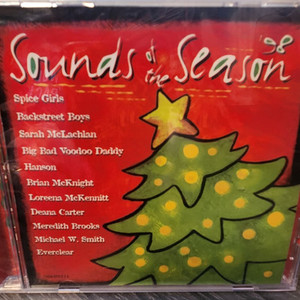 Sounds of the Season '98
Spice Girls
Backstreet Boys
Sarah McLachlan
Big Bad Voodoo Daddy
Hanson
Brian McKnight
Loreena McKennitt
Deana Carter
Meredith Brooks
Michael W. Smith
Everclear